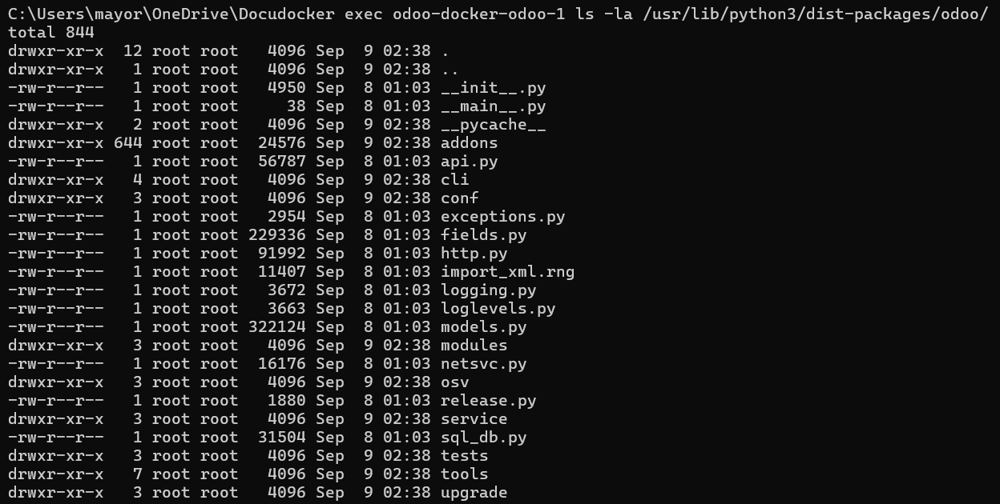 C:\Users\mayor\OneDrive\Docudocker exec odoo-docker-odoo-1 ls -la /usr/lib/python3/dist-packages/odoo/
total 844
drwxr-xr-x  12 root root   4096 Sep  9 02:38 .
drwxr-xr-x   1 root root   4096 Sep  9 02:38 ..
-rw-r--r--   1 root root   4950 Sep  8 01:03 __init__.py
-rw-r--r--   1 root root     38 Sep  8 01:03 __main__.py
drwxr-xr-x   2 root root   4096 Sep  9 02:38 __pycache__
drwxr-xr-x 644 root root  24576 Sep  9 02:38 addons
-rw-r--r--   1 root root  56787 Sep  8 01:03 api.py
drwxr-xr-x   4 root root   4096 Sep  9 02:38 cli
drwxr-xr-x   3 root root   4096 Sep  9 02:38 conf
-rw-r--r--   1 root root   2954 Sep  8 01:03 exceptions.py
-rw-r--r--   1 root root 229336 Sep  8 01:03 fields.py
-rw-r--r--   1 root root  91992 Sep  8 01:03 http.py
-rw-r--r--   1 root root  11407 Sep  8 01:03 import_xml.rng
-rw-r--r--   1 root root   3672 Sep  8 01:03 logging.py
-rw-r--r--   1 root root   3663 Sep  8 01:03 loglevels.py
-rw-r--r--   1 root root 322124 Sep  8 01:03 models.py
drwxr-xr-x   3 root root   4096 Sep  9 02:38 modules
-rw-r--r--   1 root root  16176 Sep  8 01:03 netsvc.py
drwxr-xr-x   3 root root   4096 Sep  9 02:38 osv
-rw-r--r--   1 root root   1880 Sep  8 01:03 release.py
drwxr-xr-x   3 root root   4096 Sep  9 02:38 service
-rw-r--r--   1 root root  31504 Sep  8 01:03 sql_db.py
drwxr-xr-x   3 root root   4096 Sep  9 02:38 tests
drwxr-xr-x   7 root root   4096 Sep  9 02:38 tools
drwxr-xr-x   3 root root   4096 Sep  9 02:38 upgrade